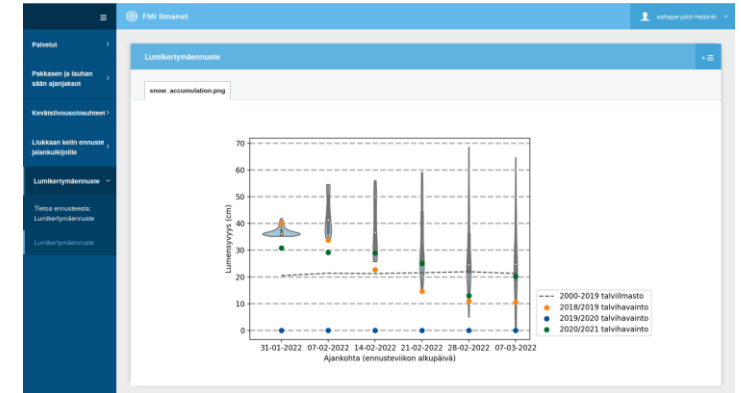 FMI Ilmanet
eshape-pilot-helsinki
Palvelut
Pakkasen ja lauhan
sään ajanjaksot
Kevätsiivousolosuhteet
Liukkaan kelin ennuste
jalankulkijoille
Lumikertymäennuste
Tietoa ennusteesta:
Lumikertymäennuste
Lumikertymäennuste
Lumikertymäennuste
snow_accumulation.png
Lumensyvyys (cm)
70
60
50
40
30
20
10
0
31-01-2022 07-02-2022 14-02-2022 21-02-2022 28-02-2022 07-03-2022
Ajankohta (ennusteviikon alkupäivä)
2000-2019 talviilmasto
2018/2019 talvihavainto
2019/2020 talvihavainto
2020/2021 talvihavainto